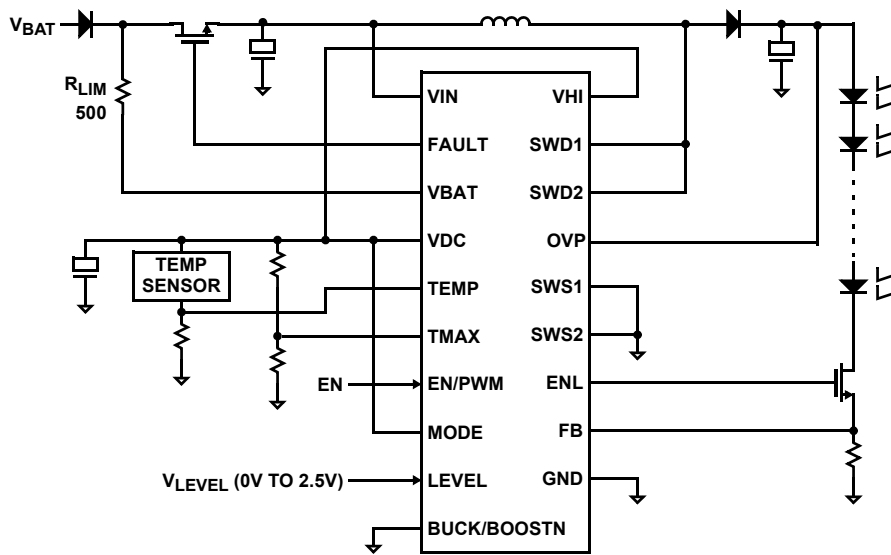 VBAT
RLIM
500
VIN VHI
FAULT SWD1
VBAT SWD2
VDC OVP
TEMP
SENSOR
TEMP SWS1
TMAX SWS2
EN EN/PWM ENL
MODE FB
VLEVEL (0V TO 2.5V) LEVEL GND
BUCK/BOOSTN